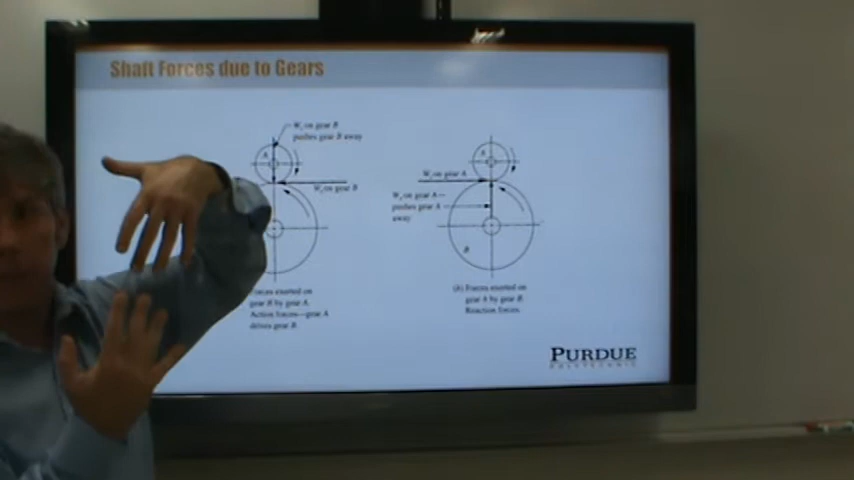 Shaft Forces due to Gears
on gear B
pushes gear B away
A
on gear B
Forces exerted on
gear B by gear A.
Action forces—gear A
drives gear B
A
on gear A
on gear A—
pushes gear A
away
B
(b) Forces exerted on
gear A by gear B.
Reaction forces
PURDUE
POLYTECHNIC